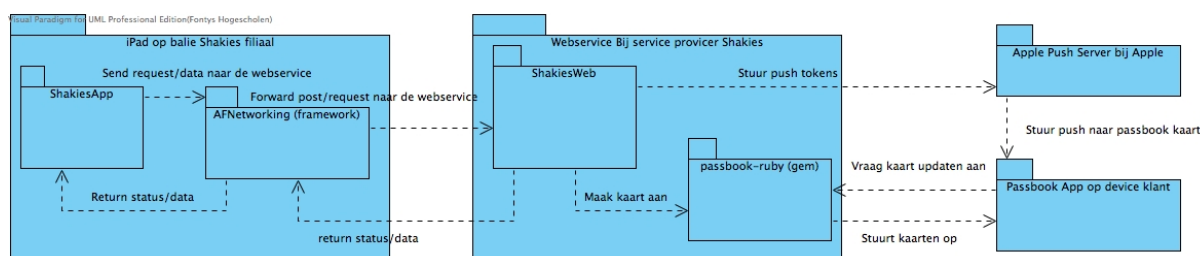 Visual Paradigm for UML Professional Edition(Fontys Hogescholen)
iPad op balie Shakies filiaal
Send request/data naar de webservice
ShakiesApp
Forward post/request naar de webservice
AFNetworking (framework)
Return status/data
return status/data
Webservice Bij service provicer Shakies
ShakiesWeb
Stuur push tokens
passbook-ruby (gem)
Maak kaart aan
Apple Push Server bij Apple
Stuur push naar passbook kaart
Vraag kaart updaten aan
Passbook App op device klant
Stuurt kaarten op